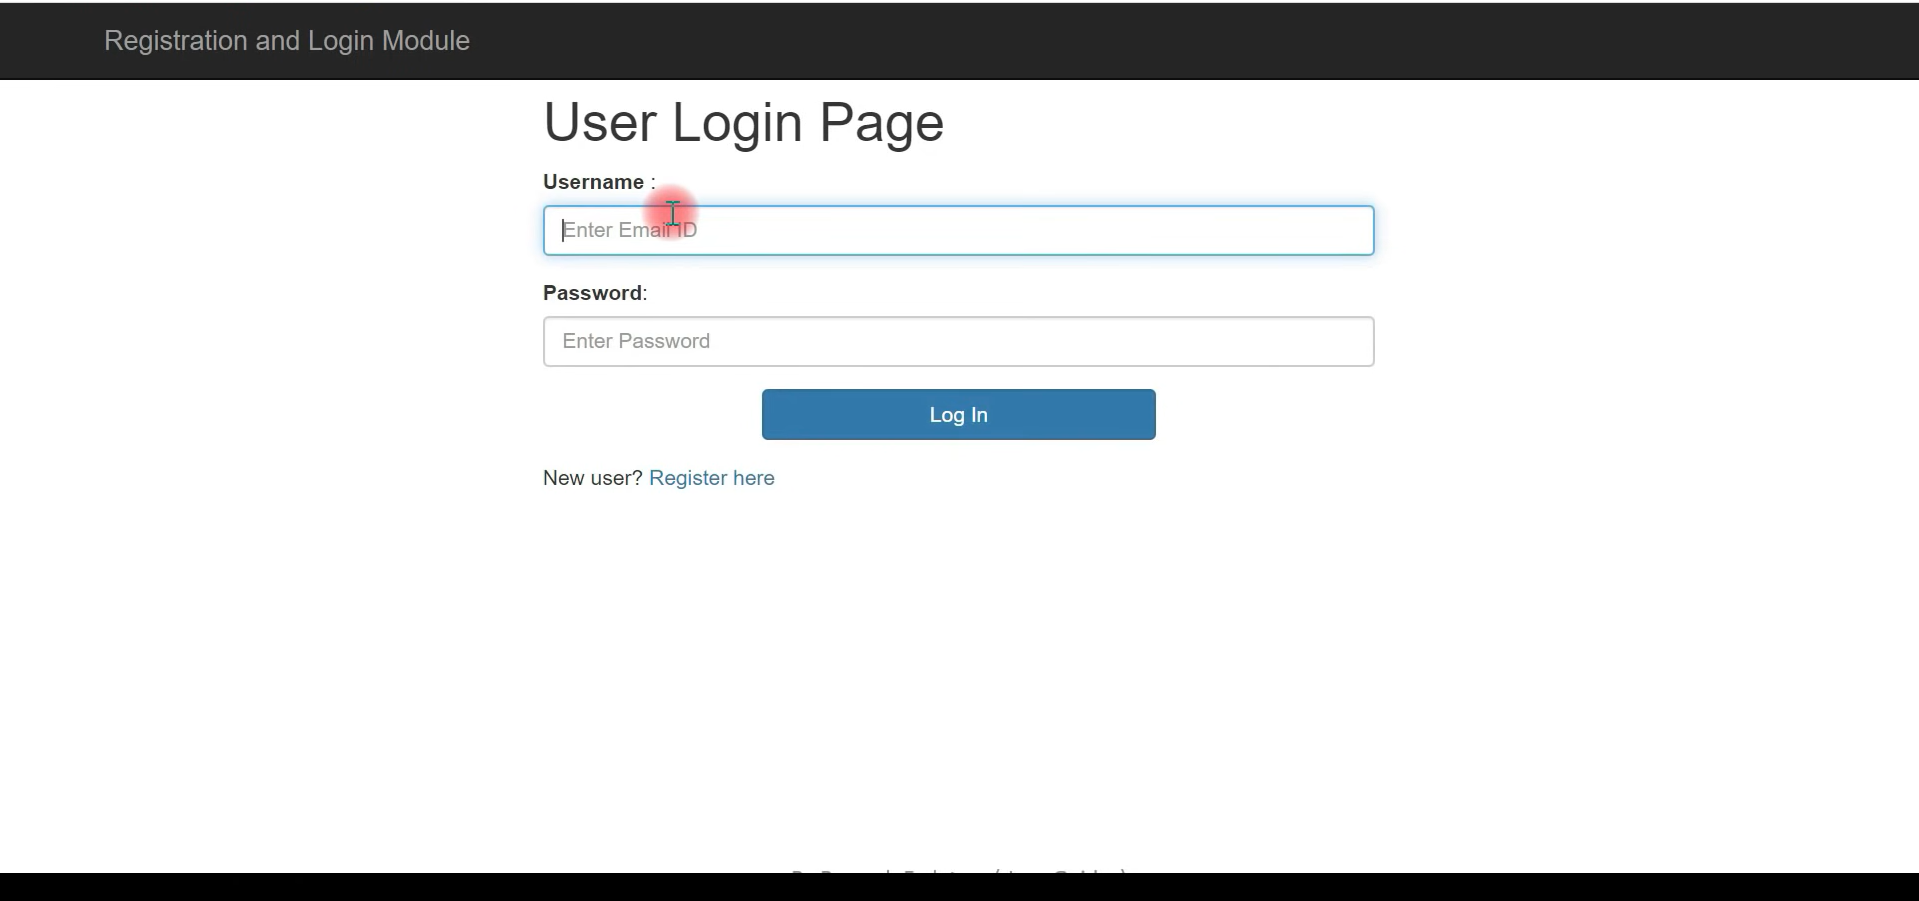 Registration and Login Module
User Login Page
Username :
Enter Email ID
Password:
Enter Password
Log In
New user? Register here